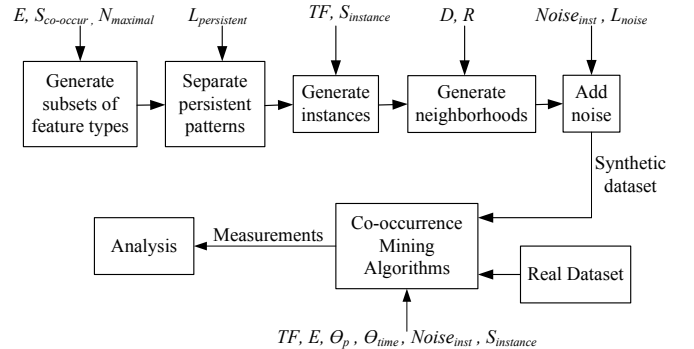 E, S_co-occur, N_maximal
L_persistent
TF, S_instance
D, R
Noise_inst , L_noise
Generate
subsets of
feature types
Separate
persistent
patterns
Generate
instances
Generate
neighborhoods
Add
noise
Synthetic
dataset
Analysis
Measurements
Co-occurrence
Mining
Algorithms
Real Dataset
TF, E, Θ_p , Θ_time , Noise_inst , S_instance